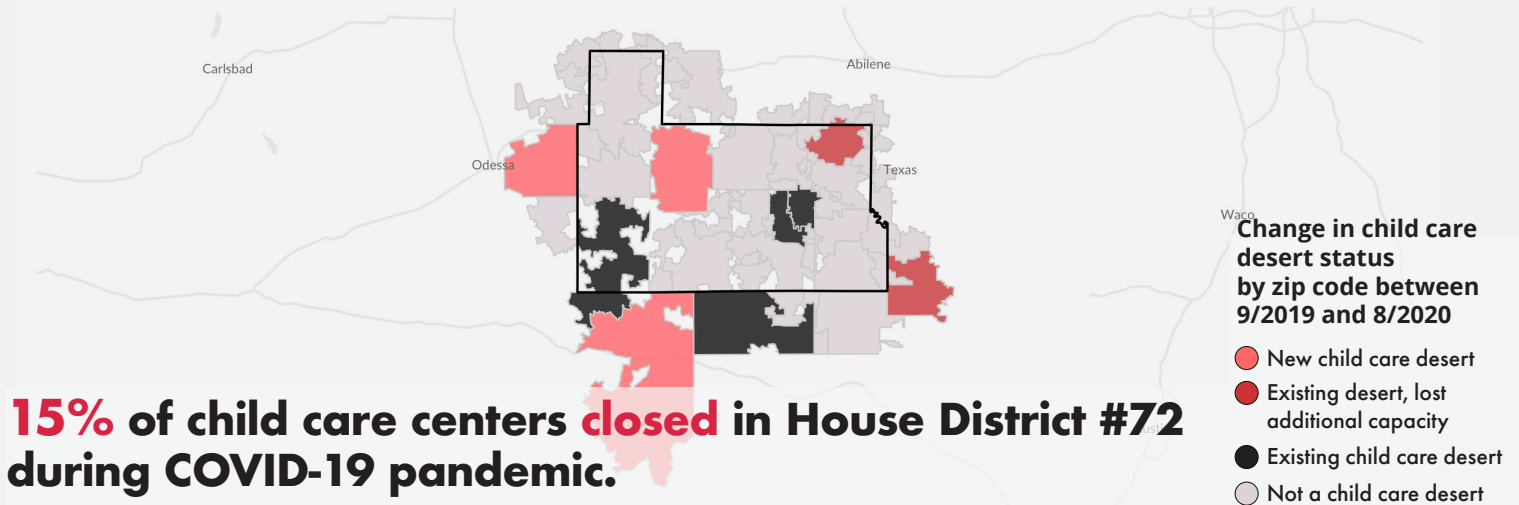 Carlsbad
Abilene
Odessa
Texas
Waco
Change in child care
desert status
by zip code between
9/2019 and 8/2020
New child care desert
Existing desert, lost
additional capacity
Existing child care desert
Not a child care desert
15% of child care centers closed in House District #72
during COVID-19 pandemic.